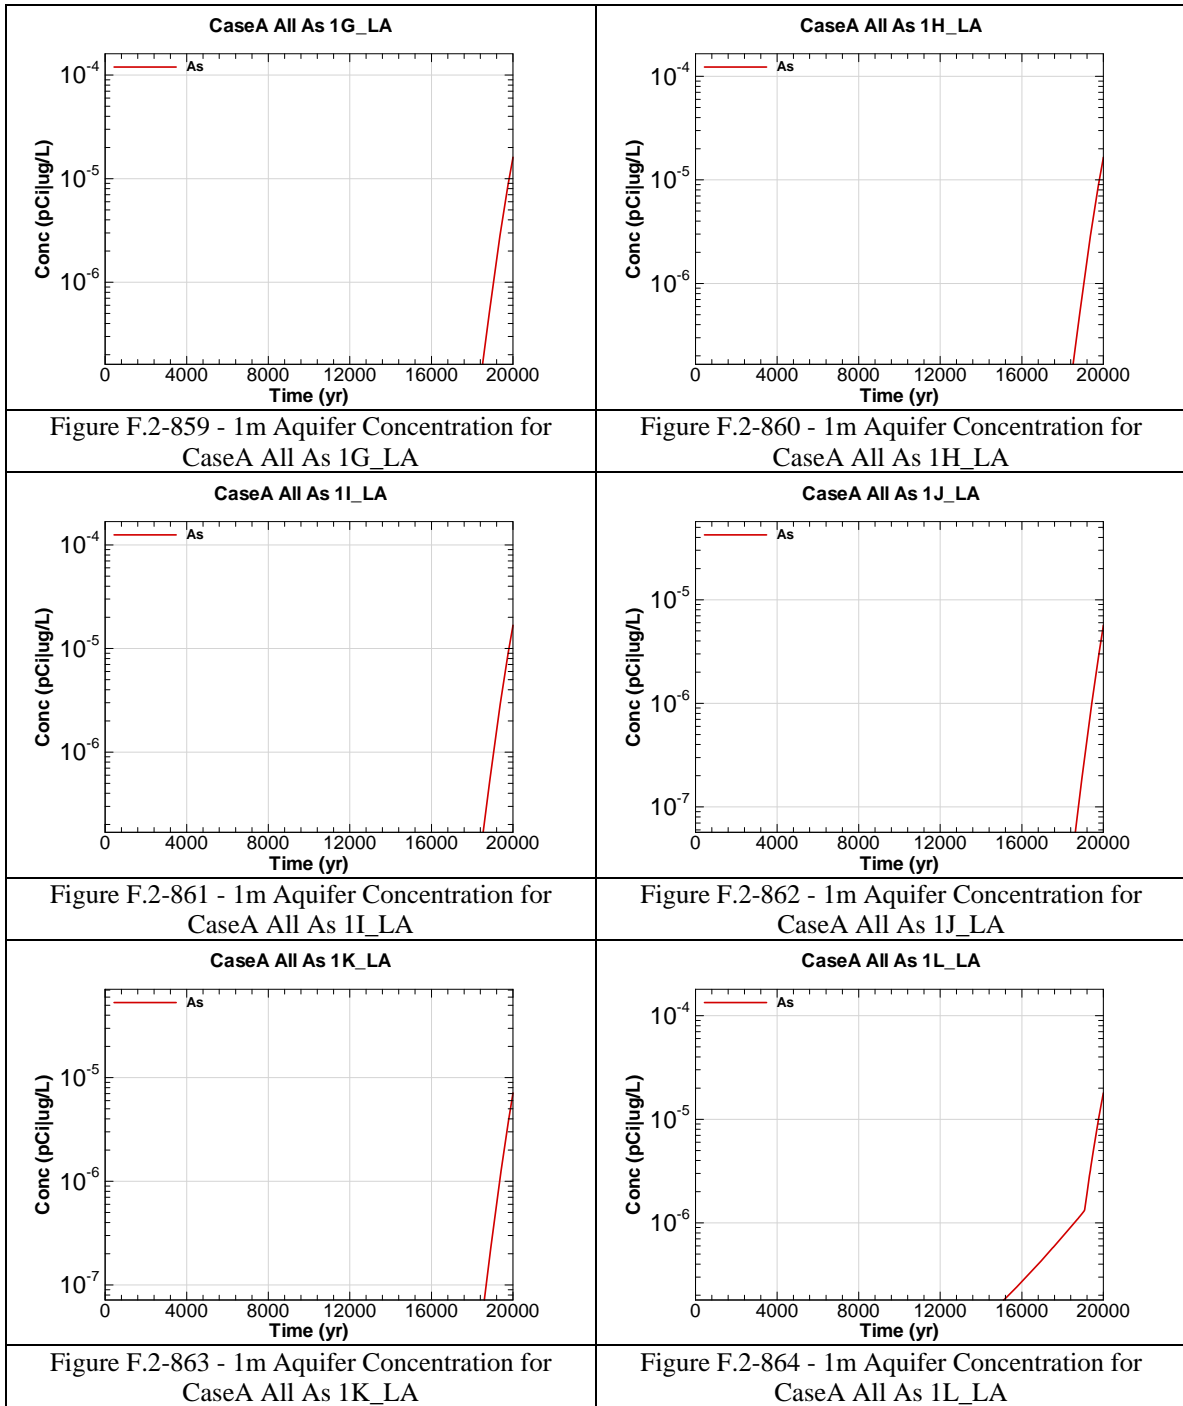 CaseA All As 1G_LA
As
10-4
10-5
10-6
Conc (pCi|ug/L)
0 4000 8000 12000 16000 20000
Time (yr)
Figure F.2-859 - 1m Aquifer Concentration for
CaseA All As 1G_LA
CaseA All As 1H_LA
As
10-4
10-5
10-6
Conc (pCi|ug/L)
0 4000 8000 12000 16000 20000
Time (yr)
Figure F.2-860 - 1m Aquifer Concentration for
CaseA All As 1H_LA
CaseA All As 1I_LA
As
10-4
10-5
10-6
Conc (pCi|ug/L)
0 4000 8000 12000 16000 20000
Time (yr)
Figure F.2-861 - 1m Aquifer Concentration for
CaseA All As 1I_LA
CaseA All As 1J_LA
As
10-5
10-6
10-7
Conc (pCi|ug/L)
0 4000 8000 12000 16000 20000
Time (yr)
Figure F.2-862 - 1m Aquifer Concentration for
CaseA All As 1J_LA
CaseA All As 1K_LA
As
10-5
10-6
10-7
Conc (pCi|ug/L)
0 4000 8000 12000 16000 20000
Time (yr)
Figure F.2-863 - 1m Aquifer Concentration for
CaseA All As 1K_LA
CaseA All As 1L_LA
As
10-4
10-5
10-6
Conc (pCi|ug/L)
0 4000 8000 12000 16000 20000
Time (yr)
Figure F.2-864 - 1m Aquifer Concentration for
CaseA All As 1L_LA